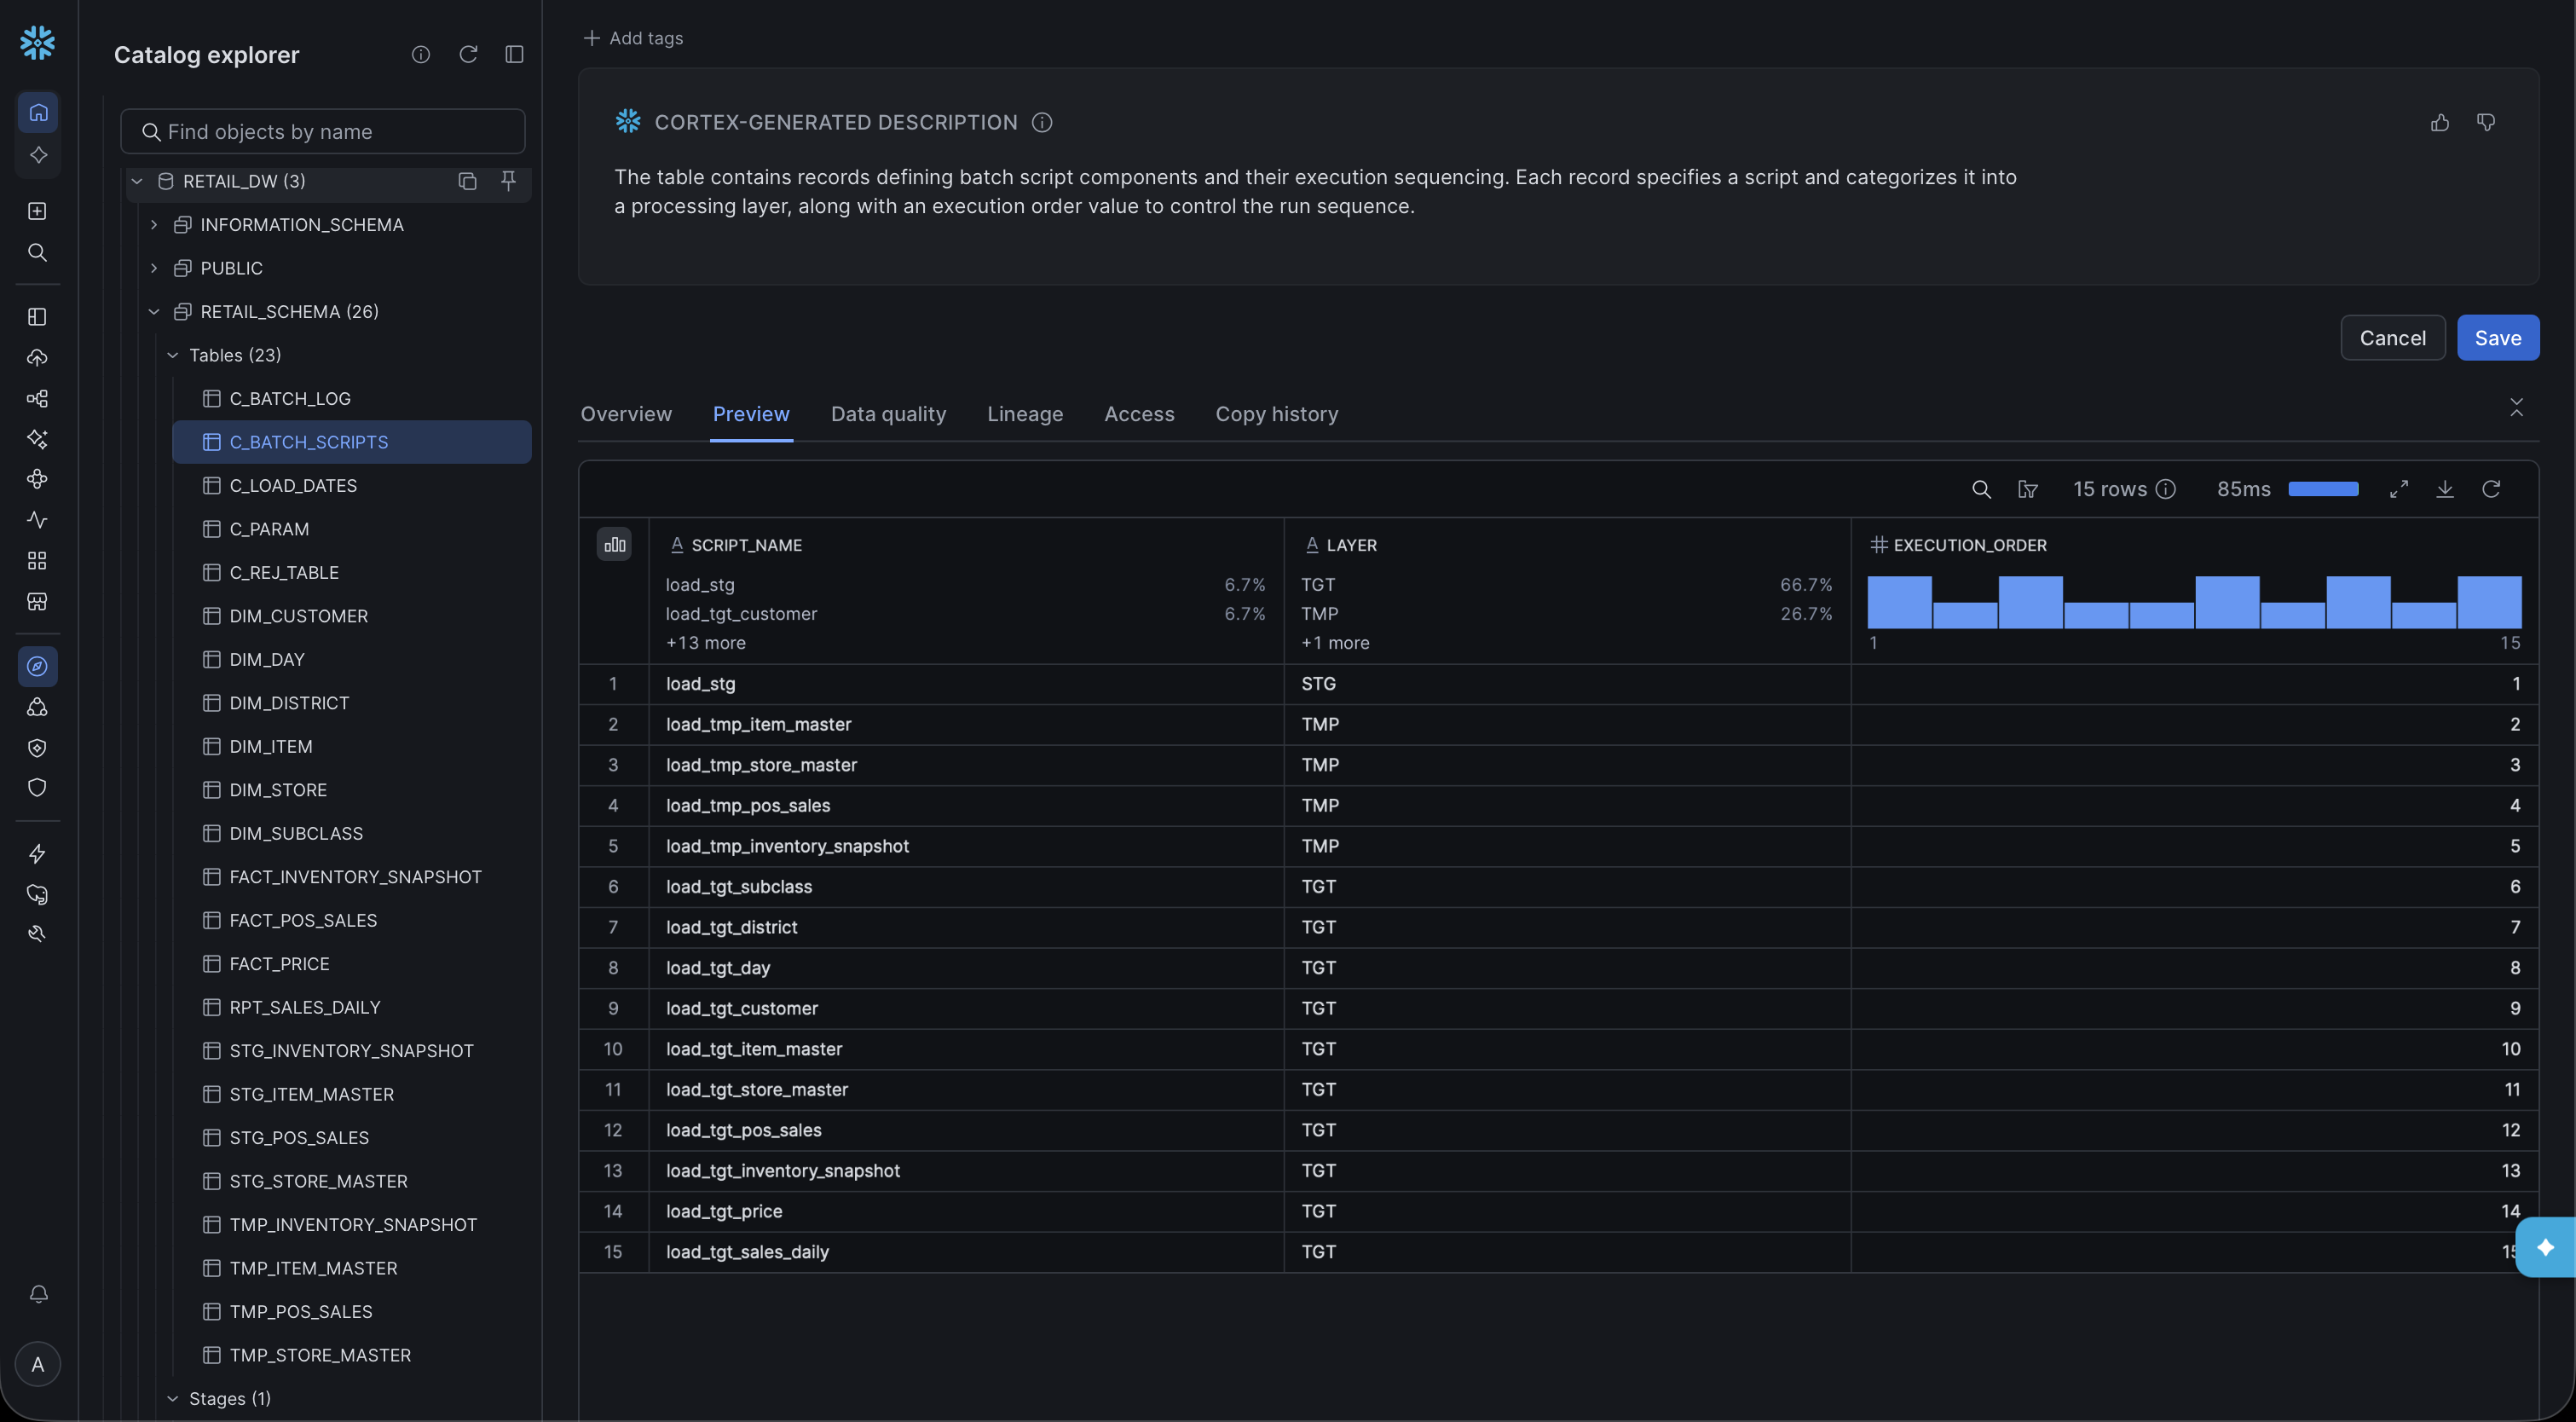 Catalog explorer
Find objects by name
RETAIL_DW (3)
INFORMATION_SCHEMA
PUBLIC
RETAIL_SCHEMA (26)
Tables (23)
C_BATCH_LOG
C_BATCH_SCRIPTS
C_LOAD_DATES
C_PARAM
C_REJ_TABLE
DIM_CUSTOMER
DIM_DAY
DIM_DISTRICT
DIM_ITEM
DIM_STORE
DIM_SUBCLASS
FACT_INVENTORY_SNAPSHOT
FACT_POS_SALES
FACT_PRICE
RPT_SALES_DAILY
STG_INVENTORY_SNAPSHOT
STG_ITEM_MASTER
STG_POS_SALES
STG_STORE_MASTER
TMP_INVENTORY_SNAPSHOT
TMP_ITEM_MASTER
TMP_POS_SALES
TMP_STORE_MASTER
Stages (1)
A
Add tags
CORTEX-GENERATED DESCRIPTION
The table contains records defining batch script components and their execution sequencing. Each record specifies a script and categorizes it into
a processing layer, along with an execution order value to control the run sequence.
Cancel Save
Overview Preview Data quality Lineage Access Copy history
15 rows 85ms
SCRIPT_NAME LAYER EXECUTION_ORDER
load_stg 6.7% TGT 66.7%
load_tgt_customer 6.7% TMP 26.7%
+13 more +1 more 1 15
1 load_stg STG 1
2 load_tmp_item_master TMP 2
3 load_tmp_store_master TMP 3
4 load_tmp_pos_sales TMP 4
5 load_tmp_inventory_snapshot TMP 5
6 load_tgt_subclass TGT 6
7 load_tgt_district TGT 7
8 load_tgt_day TGT 8
9 load_tgt_customer TGT 9
10 load_tgt_item_master TGT 10
11 load_tgt_store_master TGT 11
12 load_tgt_pos_sales TGT 12
13 load_tgt_inventory_snapshot TGT 13
14 load_tgt_price TGT 14
15 load_tgt_sales_daily TGT 15